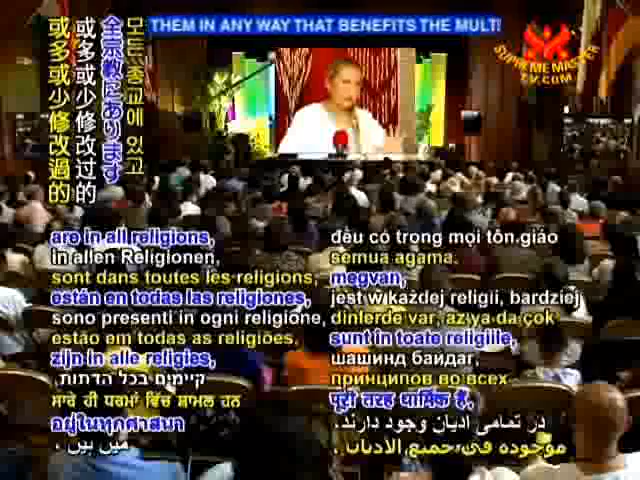 THEM IN ANY WAY THAT BENEFITS THE MULT
SUPREME MASTER
TV.COM
모든 종교에 있고
全宗教にあります
或多或少修改过的
或多或少修改過的
are in all religions,
in allen Religionen,
sont dans toutes les religions,
están en todas las religiones,
sono presenti in ogni religione,
estão em todas as religiões,
zijn in alle religies,
קיימים בכל הדתות,
ਸਾਰੇ ਹੀ ਧਰਮਾਂ ਵਿੱਚ ਸ਼ਾਮਲ ਹਨ
อยู่ในทุกศาสนา
میں ہیں،
đều có trong mọi tôn giáo
semua agama.
megvan,
jest w każdej religii, bardziej
dinlerde var, az ya da çok
sunt în toate religiile,
шашинд байдаг,
принципов во всех
पूरी तरह धार्मिक हैं,
در تمامی ادیان وجود دارند،
موجوده في جميع الأديان،